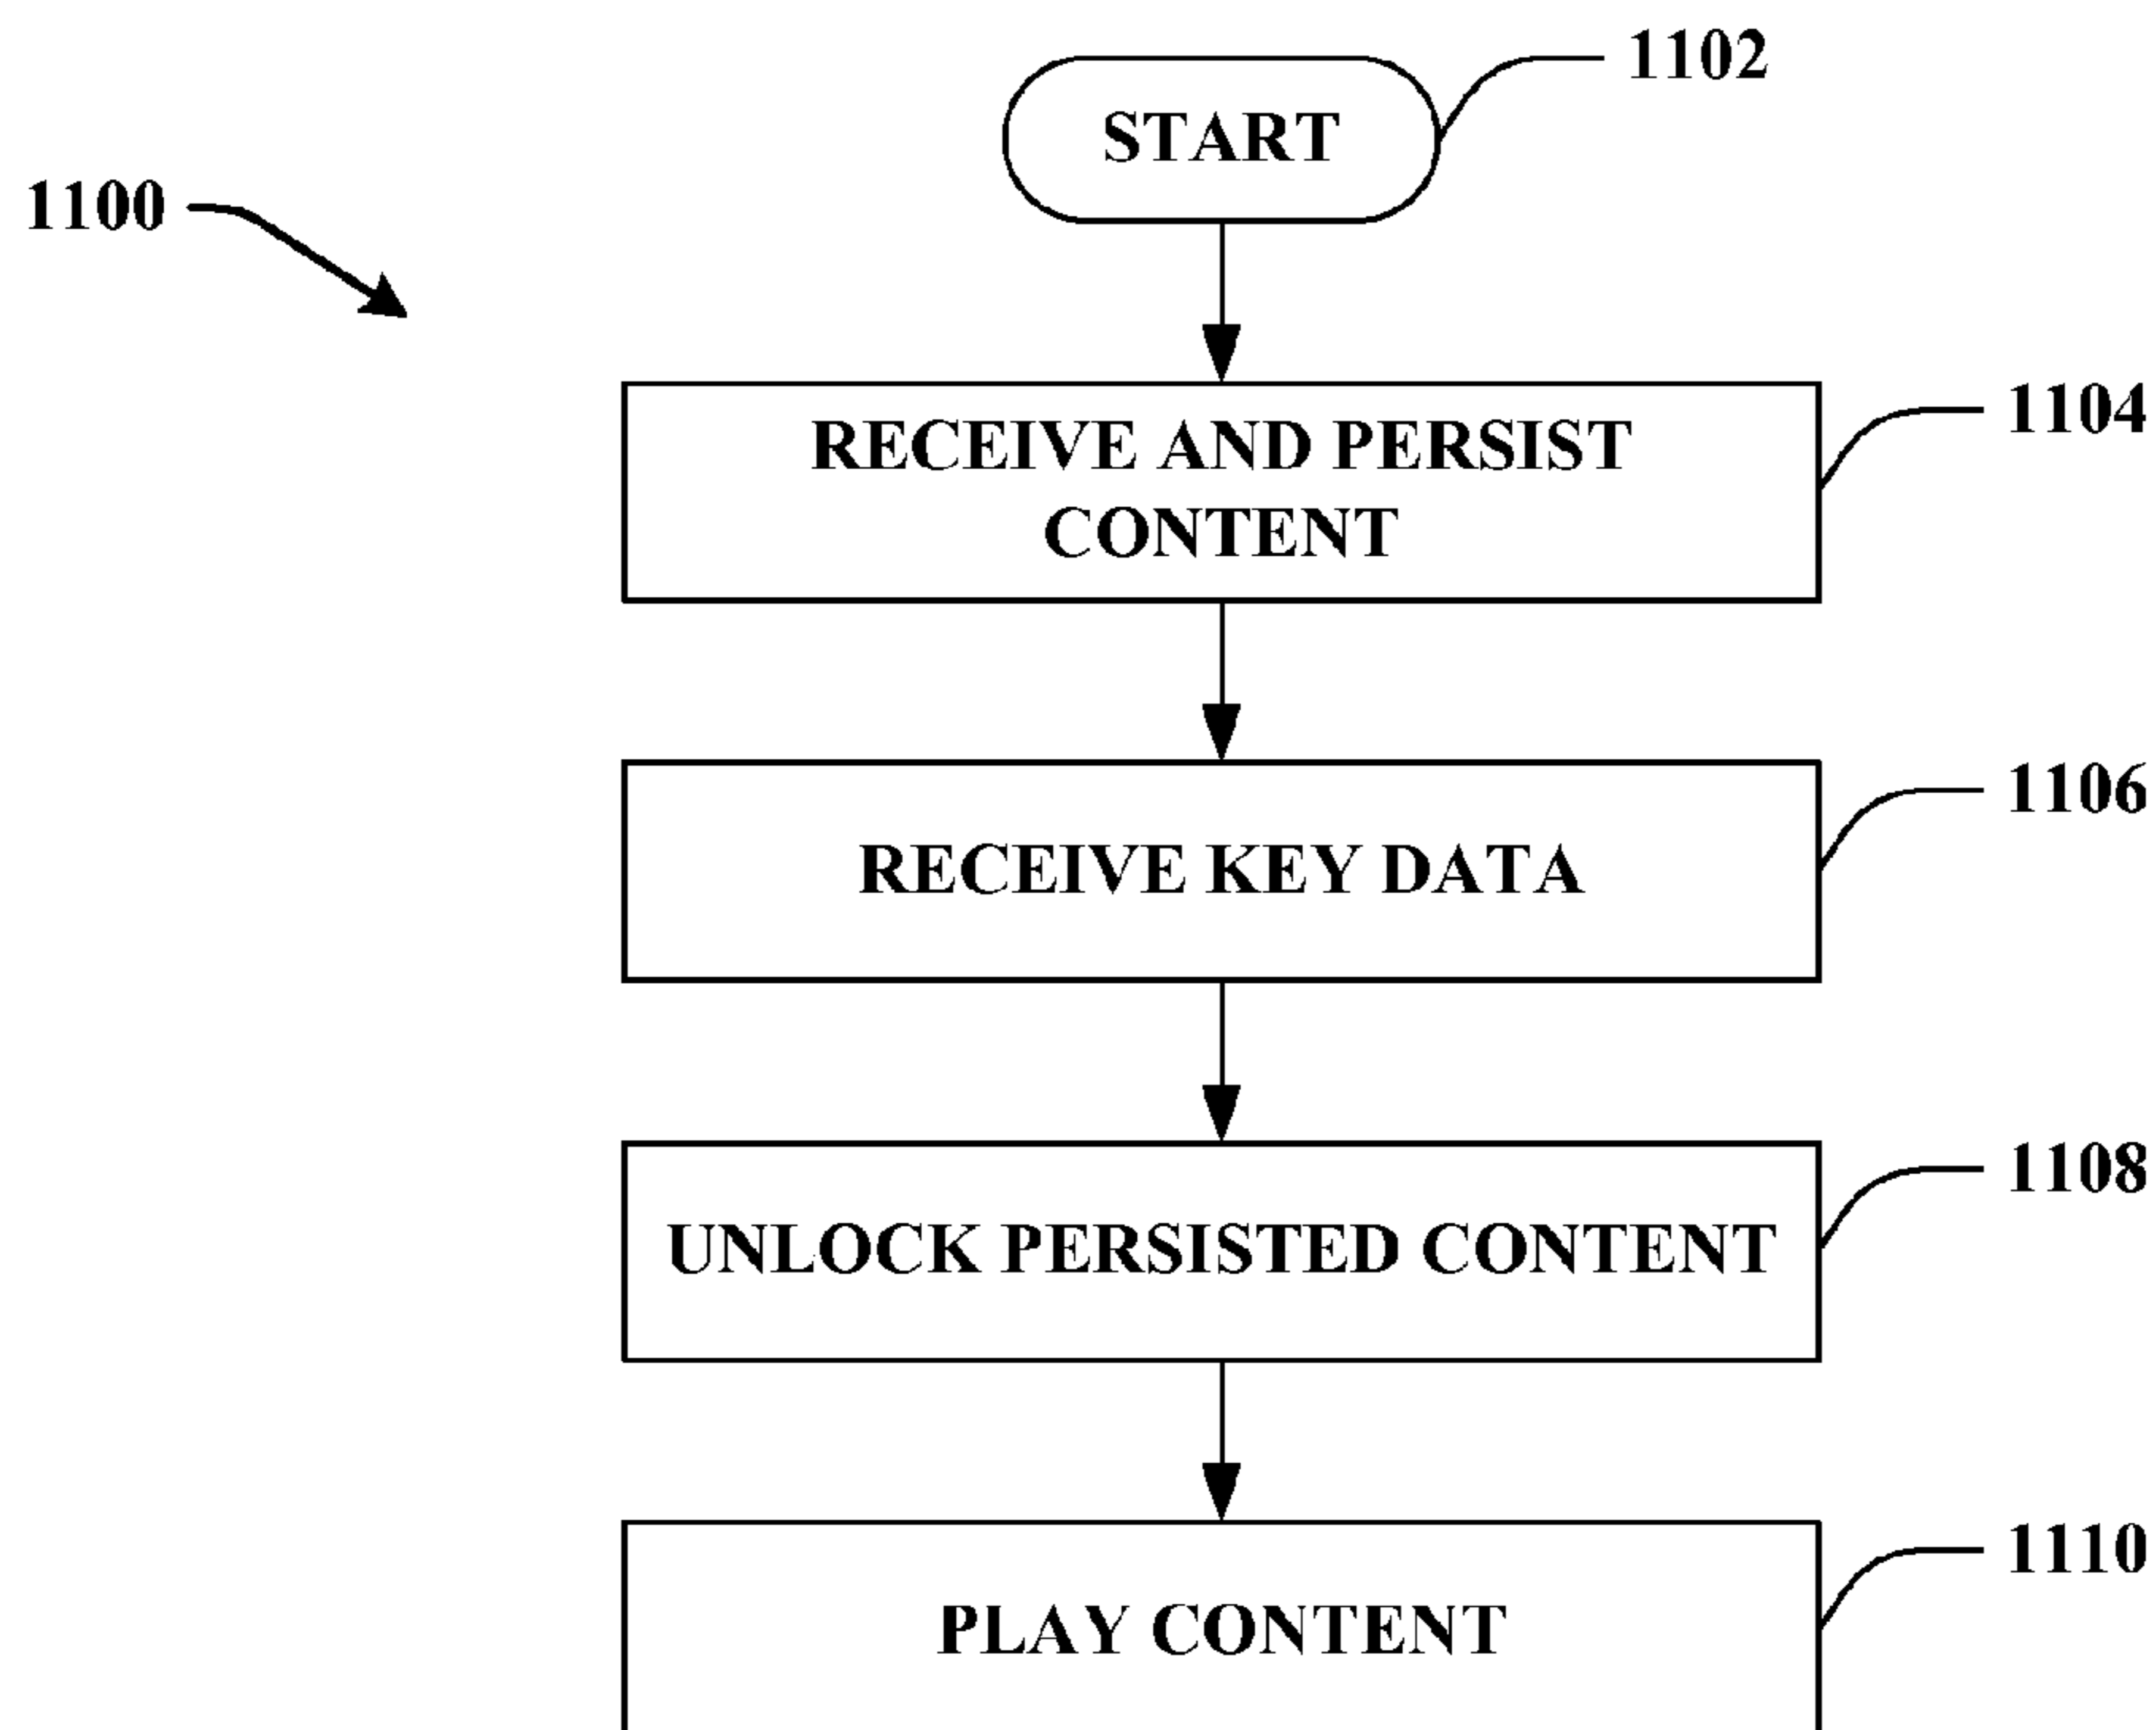 1102
START
1100
RECEIVE AND PERSIST
CONTENT
1104
1106
RECEIVE KEY DATA
1108
UNLOCK PERSISTED CONTENT
1110
PLAY CONTENT